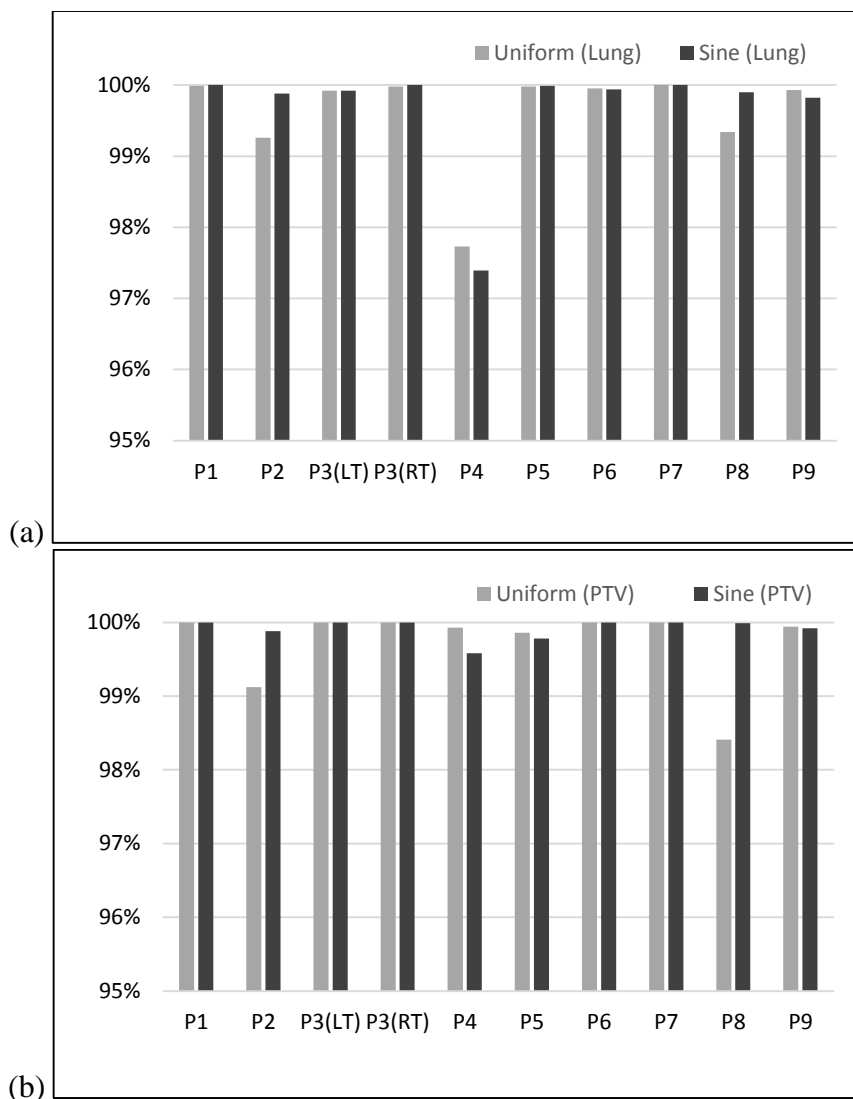 Uniform (Lung) Sine (Lung)
100%
99%
98%
97%
96%
95%
P1 P2 P3(LT) P3(RT) P4 P5 P6 P7 P8 P9
(a)
Uniform (PTV) Sine (PTV)
100%
99%
98%
97%
96%
95%
P1 P2 P3(LT) P3(RT) P4 P5 P6 P7 P8 P9
(b)